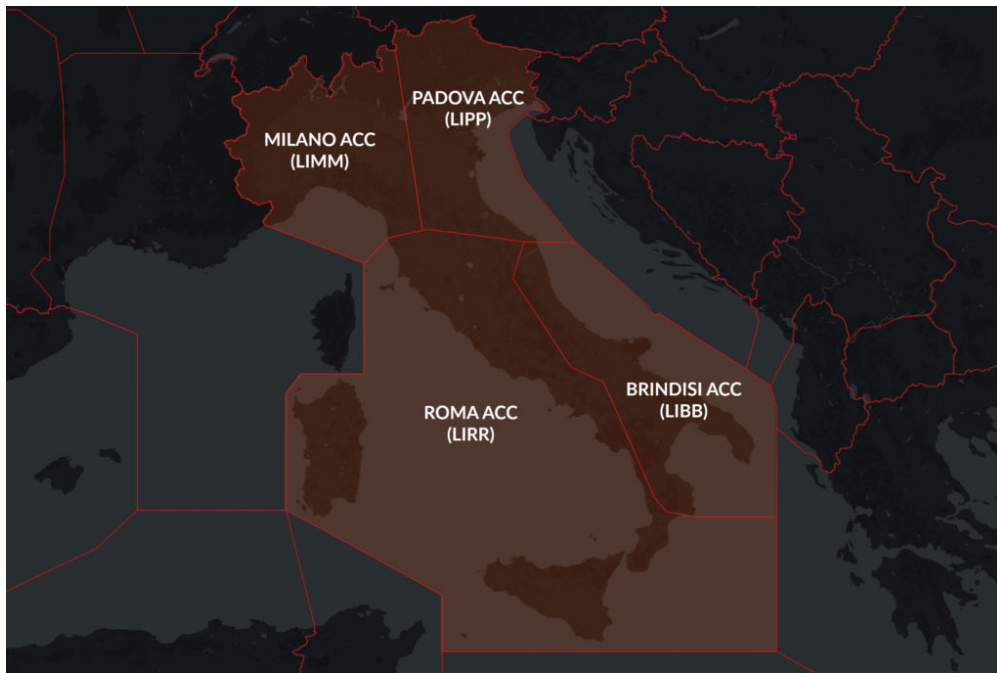 PADOVA ACC
(LIPP)
MILANO ACC
(LIMM)
BRINDISI ACC
(LIBB)
ROMA ACC
(LIRR)